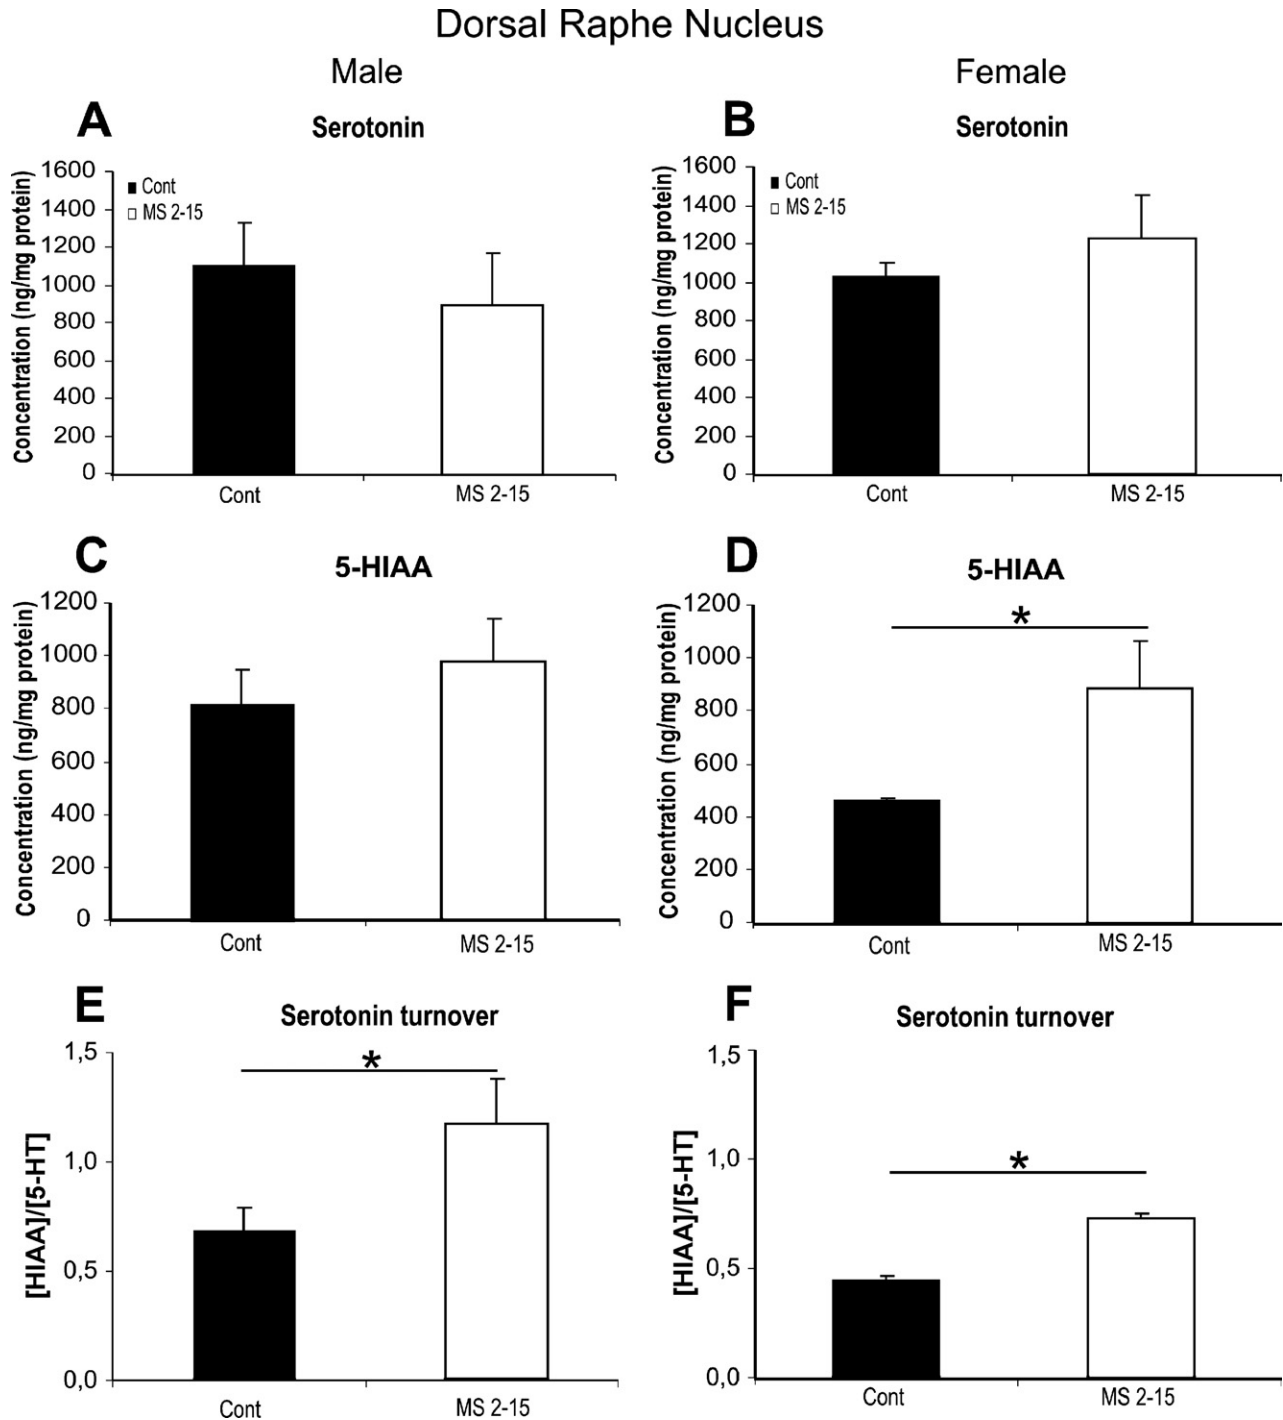 Dorsal Raphe Nucleus
Male
Female
A
Serotonin
Concentration (ng/mg protein)
1600
1400
1200
1000
800
600
400
200
0
Cont
MS 2-15
Cont
MS 2-15
B
Serotonin
Concentration (ng/mg protein)
1600
1400
1200
1000
800
600
400
200
0
Cont
MS 2-15
Cont
MS 2-15
C
5-HIAA
Concentration (ng/mg protein)
1200
1000
800
600
400
200
0
Cont
MS 2-15
D
5-HIAA
Concentration (ng/mg protein)
1200
1000
800
600
400
200
0
*
Cont
MS 2-15
E
Serotonin turnover
[HIAA]/[5-HT]
1,5
1,0
0,5
0,0
*
Cont
MS 2-15
F
Serotonin turnover
[HIAA]/[5-HT]
1,5
1,0
0,5
0,0
*
Cont
MS 2-15